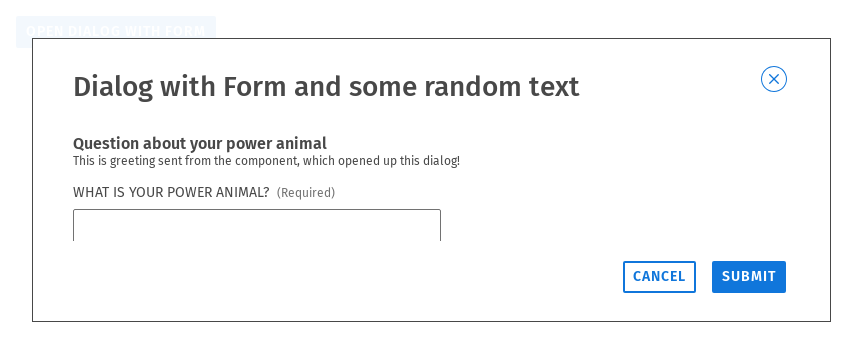 OPEN DIALOG WITH FORM
Dialog with Form and some random text
Question about your power animal
This is greeting sent from the component, which opened up this dialog!
WHAT IS YOUR POWER ANIMAL? (Required)
CANCEL SUBMIT